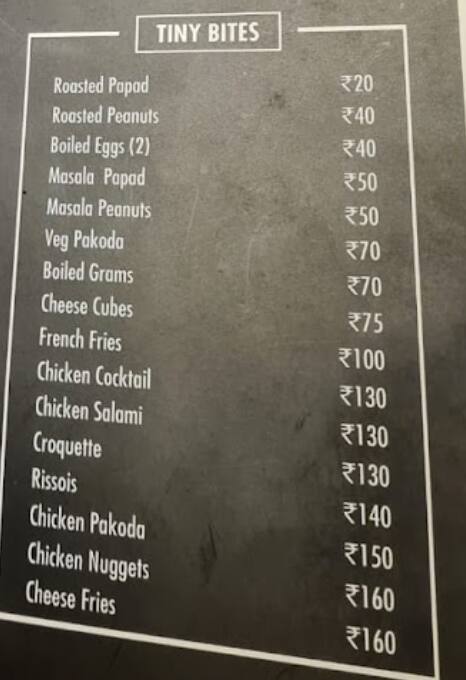 TINY BITES
Roasted Papad ₹20
Roasted Peanuts ₹40
Boiled Eggs (2) ₹40
Masala Papad ₹50
Masala Peanuts ₹50
Veg Pakoda ₹70
Boiled Grams ₹70
Cheese Cubes ₹75
French Fries ₹100
Chicken Cocktail ₹130
Chicken Salami ₹130
Croquette ₹130
Rissois ₹140
Chicken Pakoda ₹150
Chicken Nuggets ₹160
Cheese Fries ₹160